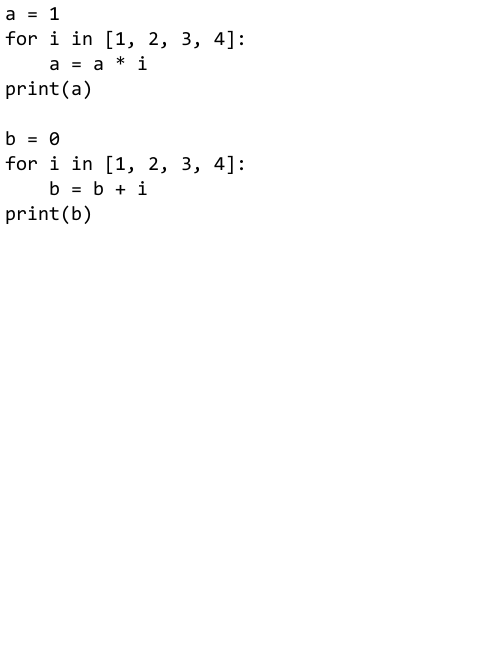 a = 1
for i in [1, 2, 3, 4]:
    a = a * i
print(a)

b = 0
for i in [1, 2, 3, 4]:
    b = b + i
print(b)